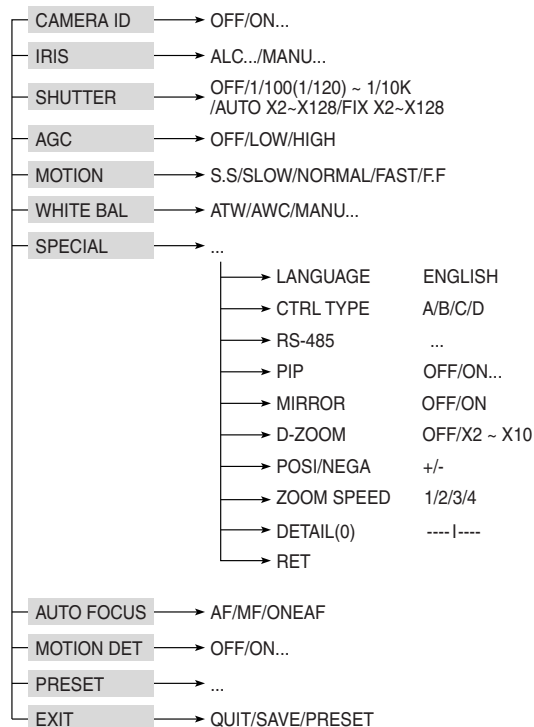 CAMERA ID OFF/ON...
IRIS ALC.../MANU...
SHUTTER OFF/1/100(1/120) ~ 1/10K
/AUTO X2~X128/FIX X2~X128
AGC OFF/LOW/HIGH
MOTION S.S/SLOW/NORMAL/FAST/F.F
WHITE BAL ATW/AWC/MANU...
SPECIAL ...
LANGUAGE ENGLISH
CTRL TYPE A/B/C/D
RS-485 ...
PIP OFF/ON...
MIRROR OFF/ON
D-ZOOM OFF/X2 ~ X10
POSI/NEGA +/-
ZOOM SPEED 1/2/3/4
DETAIL(0) ----I----
RET
AUTO FOCUS AF/MF/ONEAF
MOTION DET OFF/ON...
PRESET ...
EXIT QUIT/SAVE/PRESET